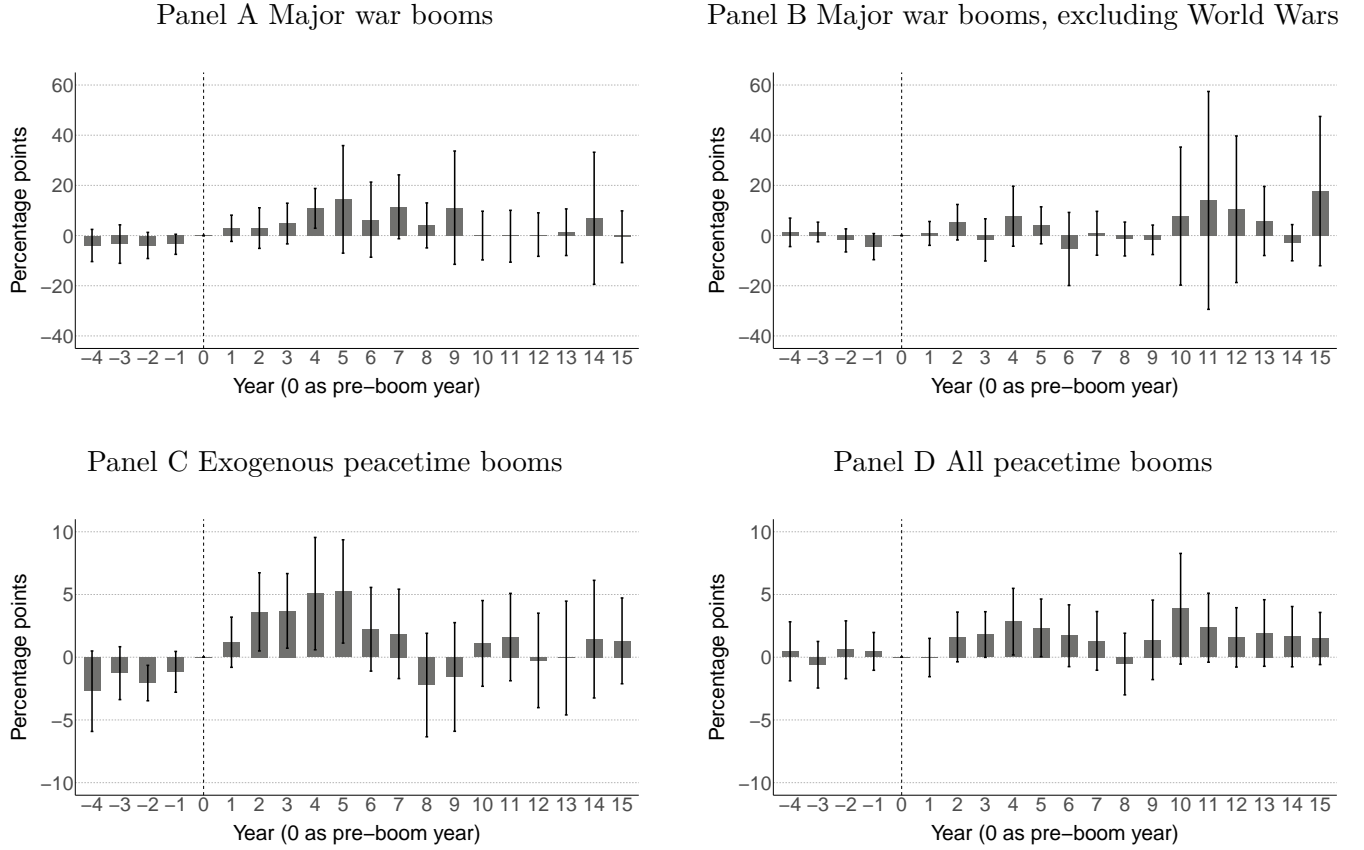 Panel A Major war booms
60
40
20
0
−20
−40
Percentage points
−4 −3 −2 −1 0 1 2 3 4 5 6 7 8 9 10 11 12 13 14 15
Year (0 as pre−boom year)
Panel B Major war booms, excluding World Wars
60
40
20
0
−20
−40
Percentage points
−4 −3 −2 −1 0 1 2 3 4 5 6 7 8 9 10 11 12 13 14 15
Year (0 as pre−boom year)
Panel C Exogenous peacetime booms
10
5
0
−5
−10
Percentage points
−4 −3 −2 −1 0 1 2 3 4 5 6 7 8 9 10 11 12 13 14 15
Year (0 as pre−boom year)
Panel D All peacetime booms
10
5
0
−5
−10
Percentage points
−4 −3 −2 −1 0 1 2 3 4 5 6 7 8 9 10 11 12 13 14 15
Year (0 as pre−boom year)